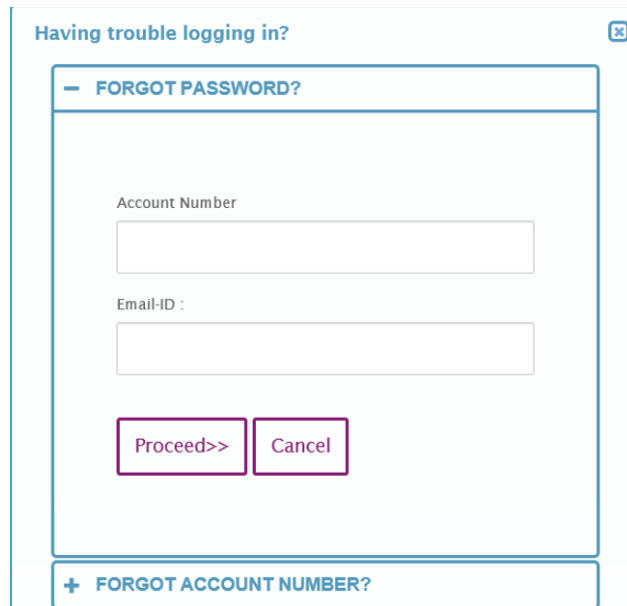 Having trouble logging in?
FORGOT PASSWORD?
Account Number
Email-ID :
Proceed>> Cancel
FORGOT ACCOUNT NUMBER?